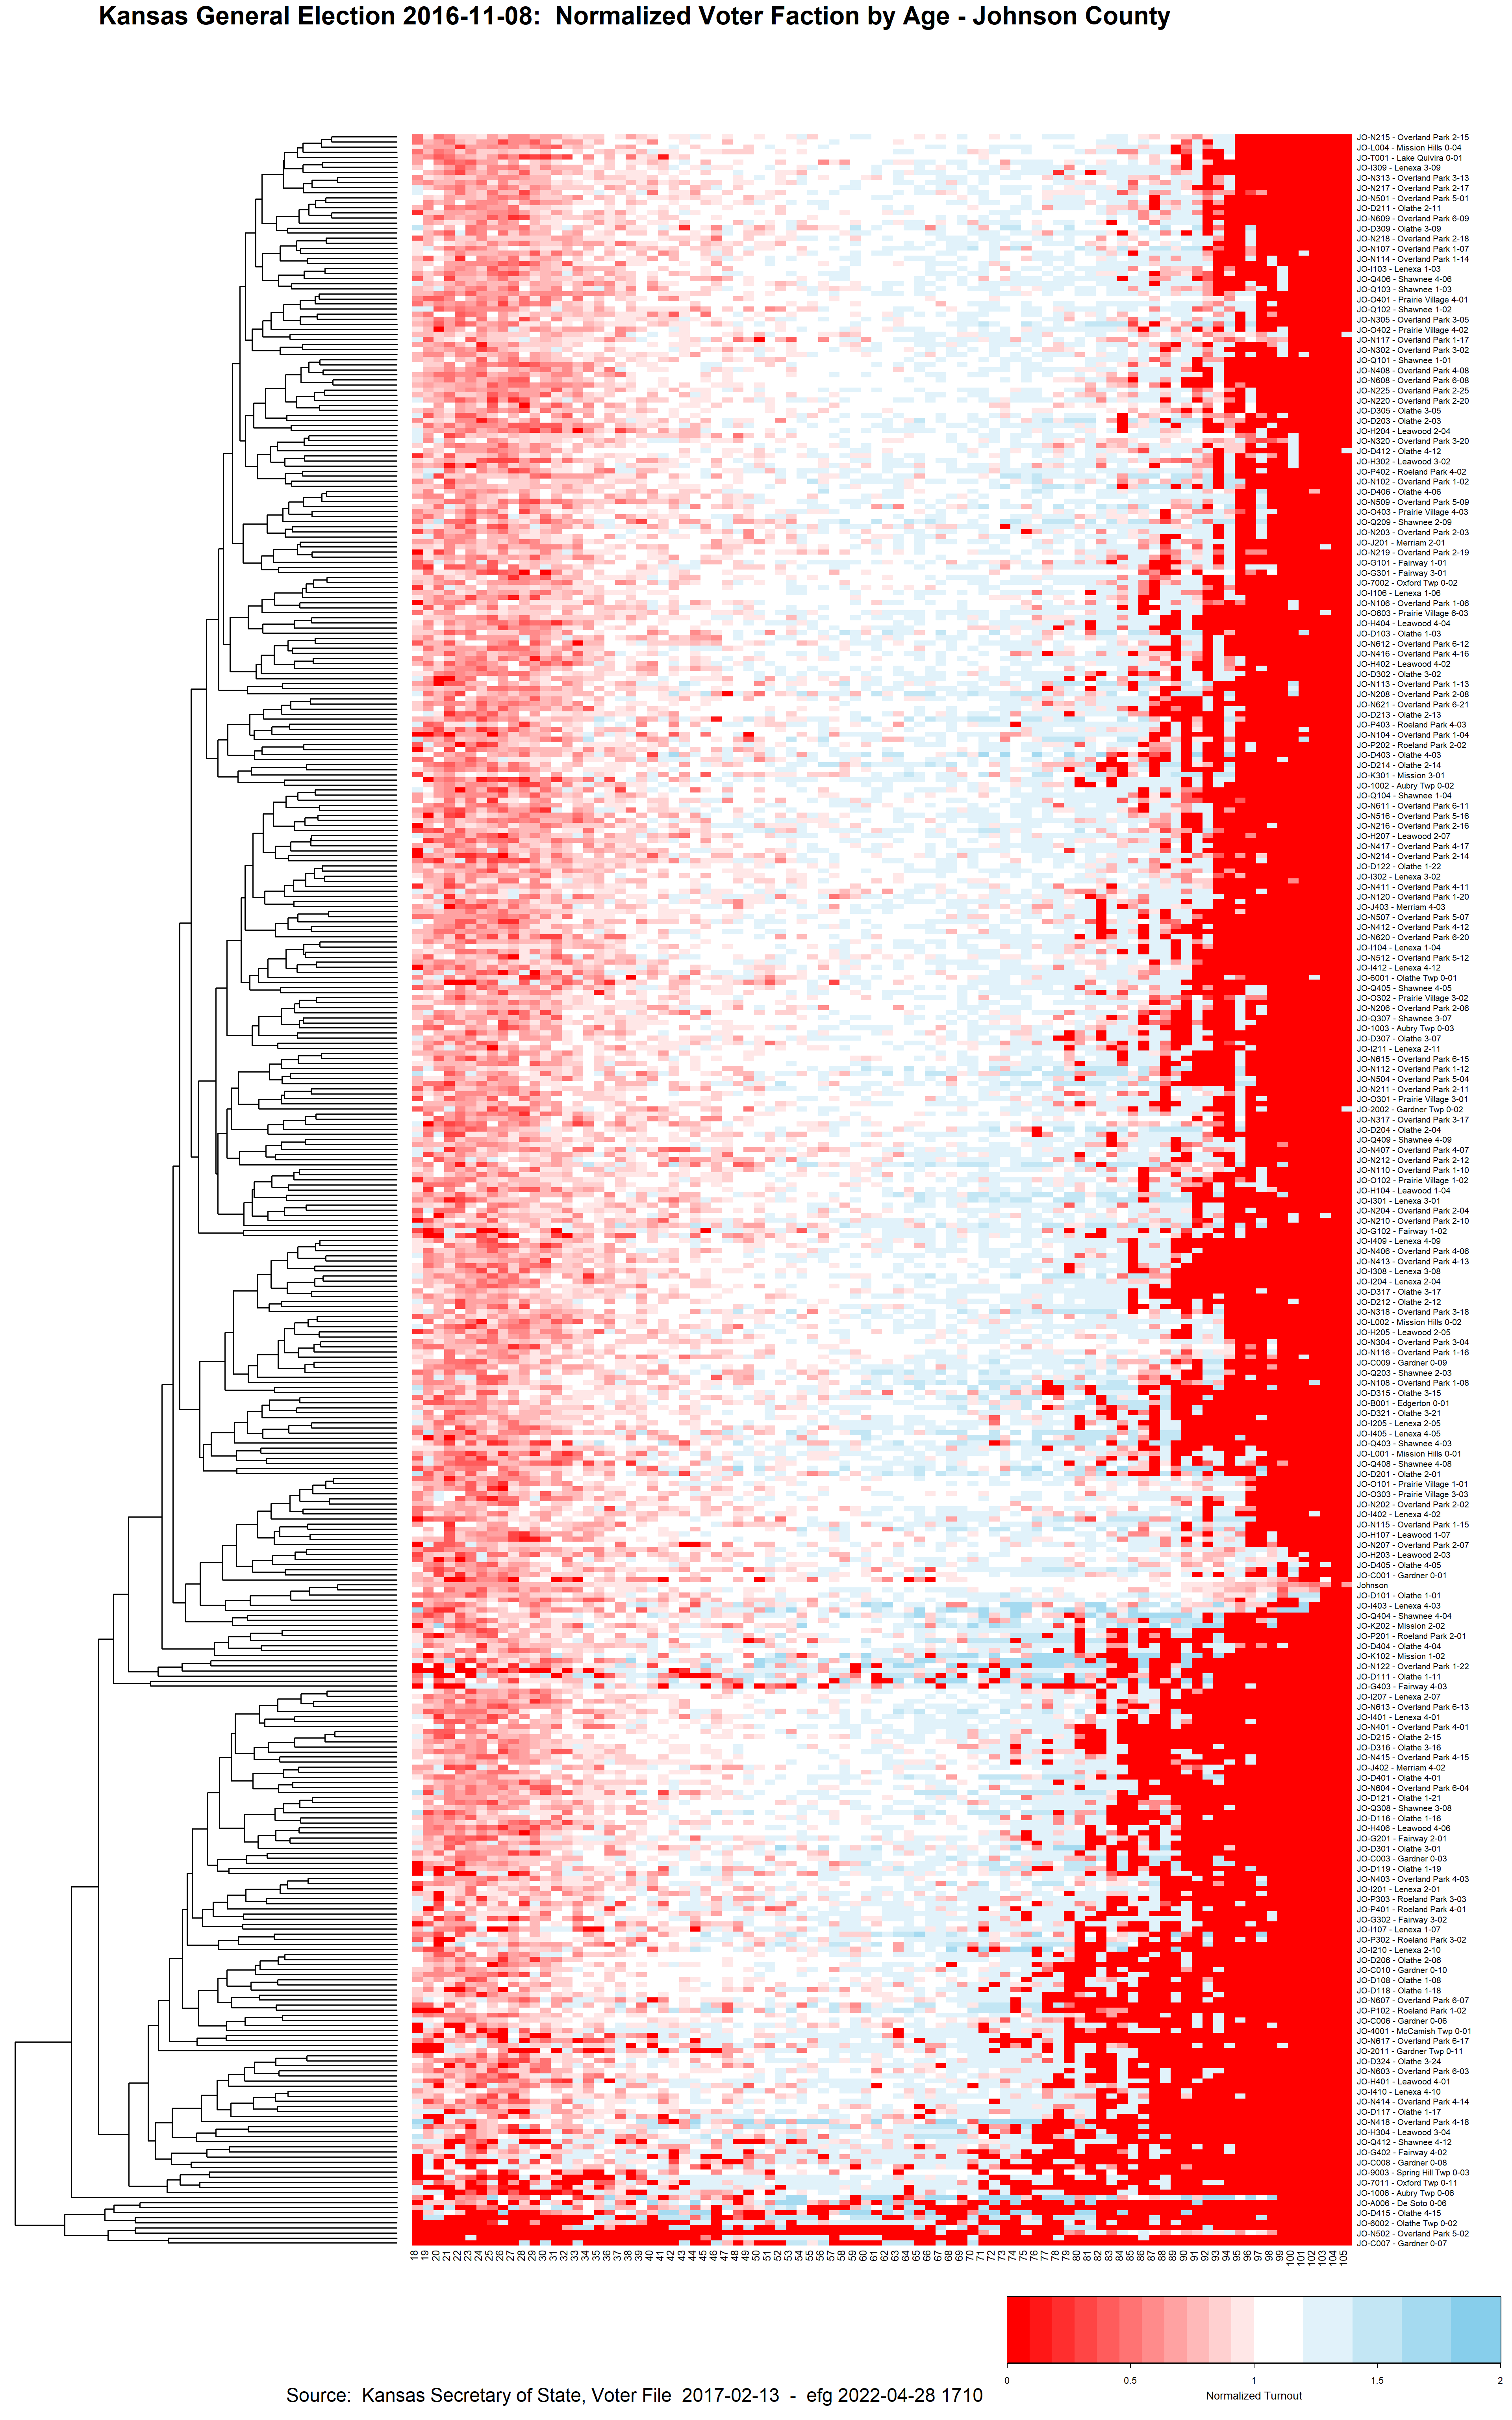 Kansas General Election 2016-11-08:  Normalized Voter Faction by Age - Johnson County
JO-N215 - Overland Park 2-15
JO-L004 - Mission Hills 0-04
JO-T001 - Lake Quivira 0-01
JO-I309 - Lenexa 3-09
JO-N313 - Overland Park 3-13
JO-N217 - Overland Park 2-17
JO-N501 - Overland Park 5-01
JO-D211 - Olathe 2-11
JO-N609 - Overland Park 6-09
JO-D309 - Olathe 3-09
JO-N218 - Overland Park 2-18
JO-N107 - Overland Park 1-07
JO-N114 - Overland Park 1-14
JO-I103 - Lenexa 1-03
JO-Q406 - Shawnee 4-06
JO-Q103 - Shawnee 1-03
JO-O401 - Prairie Village 4-01
JO-Q102 - Shawnee 1-02
JO-N305 - Overland Park 3-05
JO-O402 - Prairie Village 4-02
JO-N117 - Overland Park 1-17
JO-N302 - Overland Park 3-02
JO-Q101 - Shawnee 1-01
JO-N408 - Overland Park 4-08
JO-N608 - Overland Park 6-08
JO-N225 - Overland Park 2-25
JO-N220 - Overland Park 2-20
JO-D305 - Olathe 3-05
JO-D203 - Olathe 2-03
JO-H204 - Leawood 2-04
JO-N320 - Overland Park 3-20
JO-D412 - Olathe 4-12
JO-H302 - Leawood 3-02
JO-P402 - Roeland Park 4-02
JO-N102 - Overland Park 1-02
JO-D406 - Olathe 4-06
JO-N509 - Overland Park 5-09
JO-O403 - Prairie Village 4-03
JO-Q209 - Shawnee 2-09
JO-N203 - Overland Park 2-03
JO-J201 - Merriam 2-01
JO-N219 - Overland Park 2-19
JO-G101 - Fairway 1-01
JO-G301 - Fairway 3-01
JO-7002 - Oxford Twp 0-02
JO-I106 - Lenexa 1-06
JO-N106 - Overland Park 1-06
JO-O603 - Prairie Village 6-03
JO-H404 - Leawood 4-04
JO-D103 - Olathe 1-03
JO-N612 - Overland Park 6-12
JO-N416 - Overland Park 4-16
JO-H402 - Leawood 4-02
JO-D302 - Olathe 3-02
JO-N113 - Overland Park 1-13
JO-N208 - Overland Park 2-08
JO-N621 - Overland Park 6-21
JO-D213 - Olathe 2-13
JO-P403 - Roeland Park 4-03
JO-N104 - Overland Park 1-04
JO-P202 - Roeland Park 2-02
JO-D403 - Olathe 4-03
JO-D214 - Olathe 2-14
JO-K301 - Mission 3-01
JO-1002 - Aubry Twp 0-02
JO-Q104 - Shawnee 1-04
JO-N611 - Overland Park 6-11
JO-N516 - Overland Park 5-16
JO-N216 - Overland Park 2-16
JO-H207 - Leawood 2-07
JO-N417 - Overland Park 4-17
JO-N214 - Overland Park 2-14
JO-D122 - Olathe 1-22
JO-I302 - Lenexa 3-02
JO-N411 - Overland Park 4-11
JO-N120 - Overland Park 1-20
JO-J403 - Merriam 4-03
JO-N507 - Overland Park 5-07
JO-N412 - Overland Park 4-12
JO-N620 - Overland Park 6-20
JO-I104 - Lenexa 1-04
JO-N512 - Overland Park 5-12
JO-I412 - Lenexa 4-12
JO-6001 - Olathe Twp 0-01
JO-Q405 - Shawnee 4-05
JO-O302 - Prairie Village 3-02
JO-N206 - Overland Park 2-06
JO-Q307 - Shawnee 3-07
JO-1003 - Aubry Twp 0-03
JO-D307 - Olathe 3-07
JO-I211 - Lenexa 2-11
JO-N615 - Overland Park 6-15
JO-N112 - Overland Park 1-12
JO-N504 - Overland Park 5-04
JO-N211 - Overland Park 2-11
JO-O301 - Prairie Village 3-01
JO-2002 - Gardner Twp 0-02
JO-N317 - Overland Park 3-17
JO-D204 - Olathe 2-04
JO-Q409 - Shawnee 4-09
JO-N407 - Overland Park 4-07
JO-N212 - Overland Park 2-12
JO-N110 - Overland Park 1-10
JO-O102 - Prairie Village 1-02
JO-H104 - Leawood 1-04
JO-I301 - Lenexa 3-01
JO-N204 - Overland Park 2-04
JO-N210 - Overland Park 2-10
JO-G102 - Fairway 1-02
JO-I409 - Lenexa 4-09
JO-N406 - Overland Park 4-06
JO-N413 - Overland Park 4-13
JO-I308 - Lenexa 3-08
JO-I204 - Lenexa 2-04
JO-D317 - Olathe 3-17
JO-D212 - Olathe 2-12
JO-N318 - Overland Park 3-18
JO-L002 - Mission Hills 0-02
JO-H205 - Leawood 2-05
JO-N304 - Overland Park 3-04
JO-N116 - Overland Park 1-16
JO-C009 - Gardner 0-09
JO-Q203 - Shawnee 2-03
JO-N108 - Overland Park 1-08
JO-D315 - Olathe 3-15
JO-B001 - Edgerton 0-01
JO-D321 - Olathe 3-21
JO-I205 - Lenexa 2-05
JO-I405 - Lenexa 4-05
JO-Q403 - Shawnee 4-03
JO-L001 - Mission Hills 0-01
JO-Q408 - Shawnee 4-08
JO-D201 - Olathe 2-01
JO-O101 - Prairie Village 1-01
JO-O303 - Prairie Village 3-03
JO-N202 - Overland Park 2-02
JO-I402 - Lenexa 4-02
JO-N115 - Overland Park 1-15
JO-H107 - Leawood 1-07
JO-N207 - Overland Park 2-07
JO-H203 - Leawood 2-03
JO-D405 - Olathe 4-05
JO-C001 - Gardner 0-01
Johnson
JO-D101 - Olathe 1-01
JO-I403 - Lenexa 4-03
JO-Q404 - Shawnee 4-04
JO-K202 - Mission 2-02
JO-P201 - Roeland Park 2-01
JO-D404 - Olathe 4-04
JO-K102 - Mission 1-02
JO-N122 - Overland Park 1-22
JO-D111 - Olathe 1-11
JO-G403 - Fairway 4-03
JO-I207 - Lenexa 2-07
JO-N613 - Overland Park 6-13
JO-I401 - Lenexa 4-01
JO-N401 - Overland Park 4-01
JO-D215 - Olathe 2-15
JO-D316 - Olathe 3-16
JO-N415 - Overland Park 4-15
JO-J402 - Merriam 4-02
JO-D401 - Olathe 4-01
JO-N604 - Overland Park 6-04
JO-D121 - Olathe 1-21
JO-Q308 - Shawnee 3-08
JO-D116 - Olathe 1-16
JO-H406 - Leawood 4-06
JO-G201 - Fairway 2-01
JO-D301 - Olathe 3-01
JO-C003 - Gardner 0-03
JO-D119 - Olathe 1-19
JO-N403 - Overland Park 4-03
JO-I201 - Lenexa 2-01
JO-P303 - Roeland Park 3-03
JO-P401 - Roeland Park 4-01
JO-G302 - Fairway 3-02
JO-I107 - Lenexa 1-07
JO-P302 - Roeland Park 3-02
JO-I210 - Lenexa 2-10
JO-D206 - Olathe 2-06
JO-C010 - Gardner 0-10
JO-D108 - Olathe 1-08
JO-D118 - Olathe 1-18
JO-N607 - Overland Park 6-07
JO-P102 - Roeland Park 1-02
JO-C006 - Gardner 0-06
JO-4001 - McCamish Twp 0-01
JO-N617 - Overland Park 6-17
JO-2011 - Gardner Twp 0-11
JO-D324 - Olathe 3-24
JO-N603 - Overland Park 6-03
JO-H401 - Leawood 4-01
JO-I410 - Lenexa 4-10
JO-N414 - Overland Park 4-14
JO-D117 - Olathe 1-17
JO-N418 - Overland Park 4-18
JO-H304 - Leawood 3-04
JO-Q412 - Shawnee 4-12
JO-G402 - Fairway 4-02
JO-C008 - Gardner 0-08
JO-9003 - Spring Hill Twp 0-03
JO-7011 - Oxford Twp 0-11
JO-1006 - Aubry Twp 0-06
JO-A006 - De Soto 0-06
JO-D415 - Olathe 4-15
JO-6002 - Olathe Twp 0-02
JO-N502 - Overland Park 5-02
JO-C007 - Gardner 0-07
18 19 20 21 22 23 24 25 26 27 28 29 30 31 32 33 34 35 36 37 38 39 40 41 42 43 44 45 46 47 48 49 50 51 52 53 54 55 56 57 58 59 60 61 62 63 64 65 66 67 68 69 70 71 72 73 74 75 76 77 78 79 80 81 82 83 84 85 86 87 88 89 90 91 92 93 94 95 96 97 98 99 100 101 102 103 104 105
0 0.5 1 1.5 2
Normalized Turnout
Source:  Kansas Secretary of State, Voter File  2017-02-13  -  efg 2022-04-28 1710